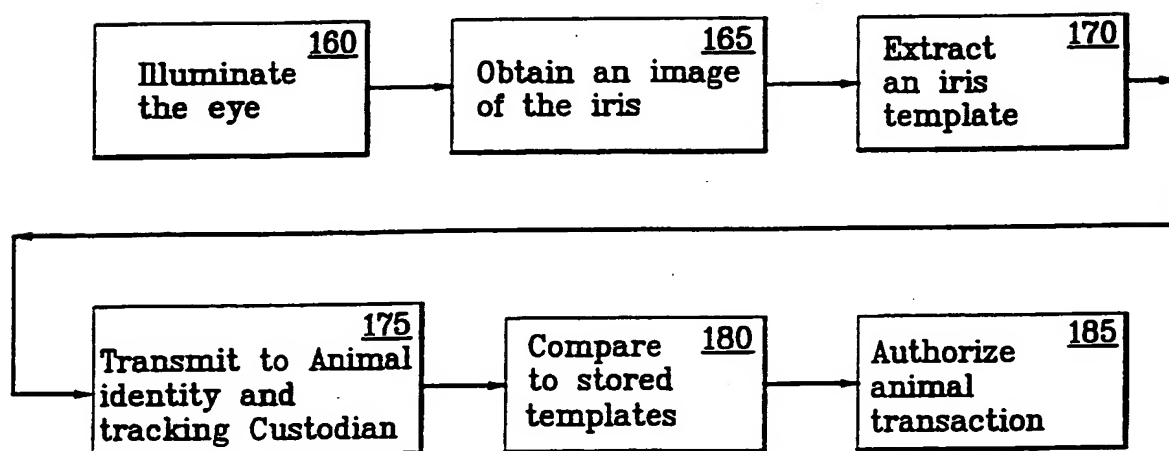 160
Illuminate
the eye
165
Obtain an image
of the iris
170
Extract
an iris
template
175
Transmit to Animal
identity and
tracking Custodian
180
Compare
to stored
templates
185
Authorize
animal
transaction